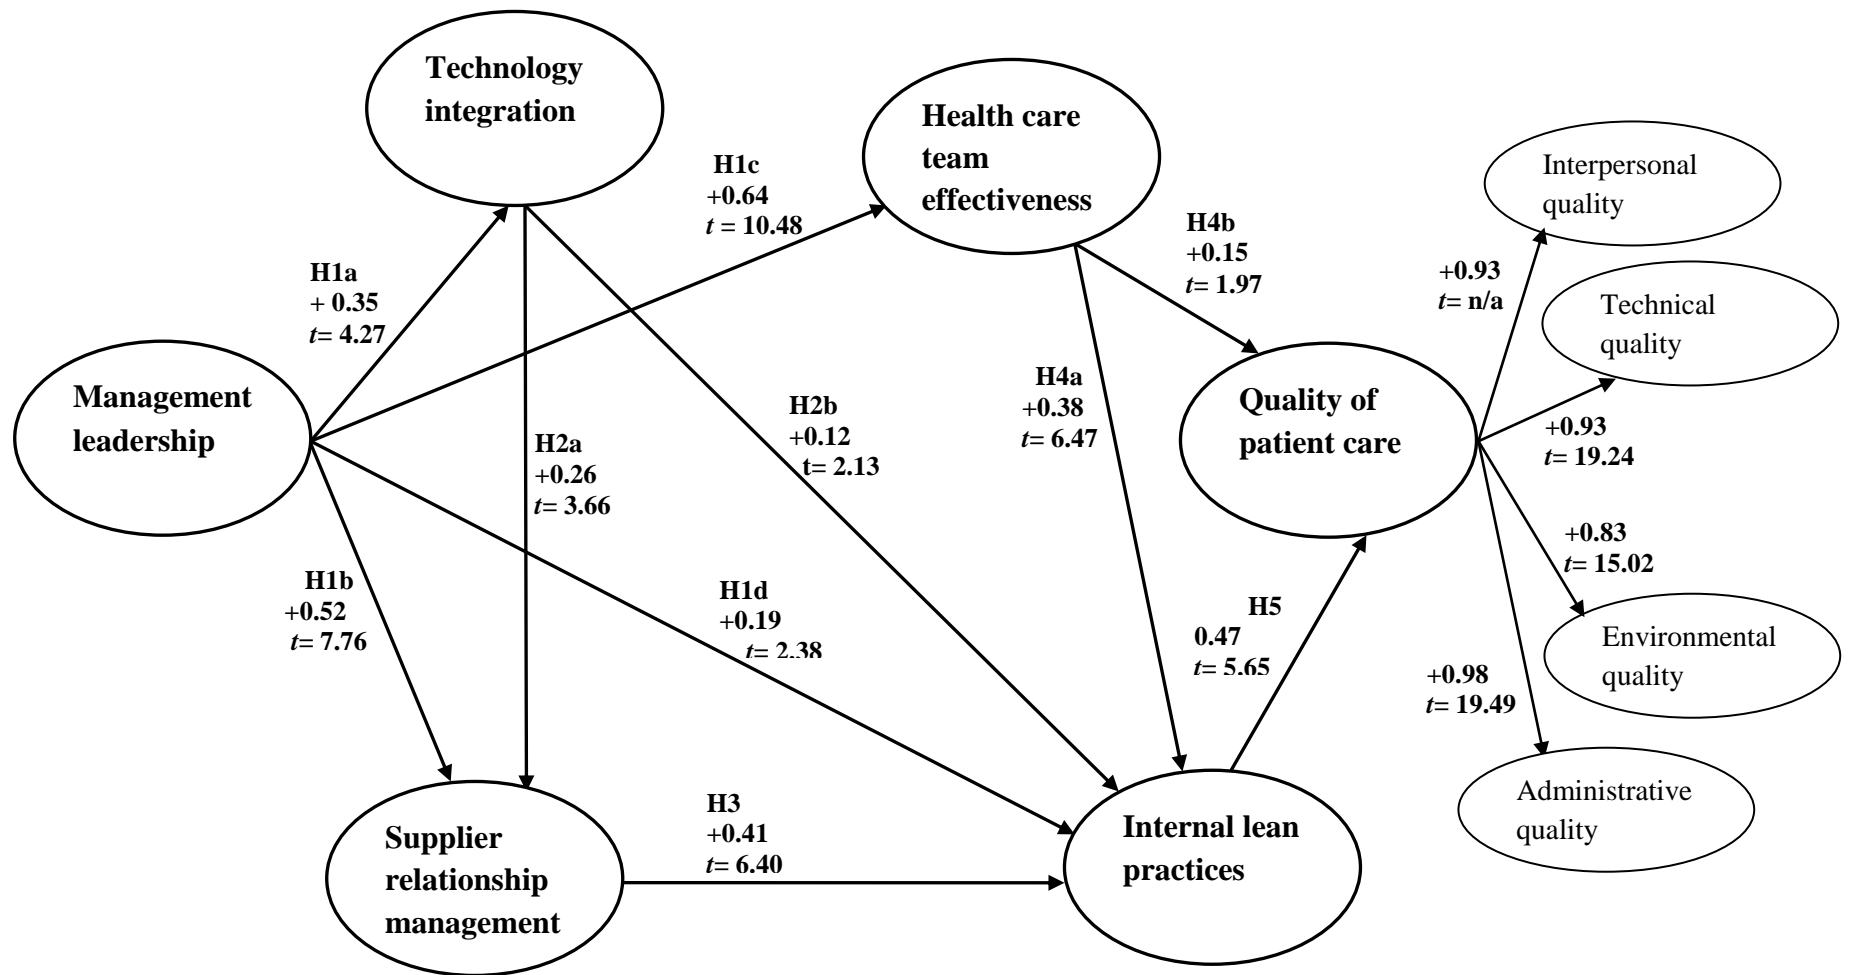 Technology
integration
Health care
team
effectiveness
H1c
+0.64
t = 10.48
Interpersonal
quality
H4b
+0.15
t= 1.97
H1a
+ 0.35
t= 4.27
+0.93
t= n/a
Technical
quality
Management
leadership
H4a
+0.38
t= 6.47
H2b
+0.12
t= 2.13
Quality of
patient care
+0.93
t= 19.24
H2a
+0.26
t= 3.66
+0.83
t= 15.02
H1b
+0.52
t= 7.76
H1d
+0.19
t= 2.38
H5
0.47
t= 5.65
Environmental
quality
+0.98
t= 19.49
Administrative
quality
H3
+0.41
t= 6.40
Supplier
relationship
management
Internal lean
practices